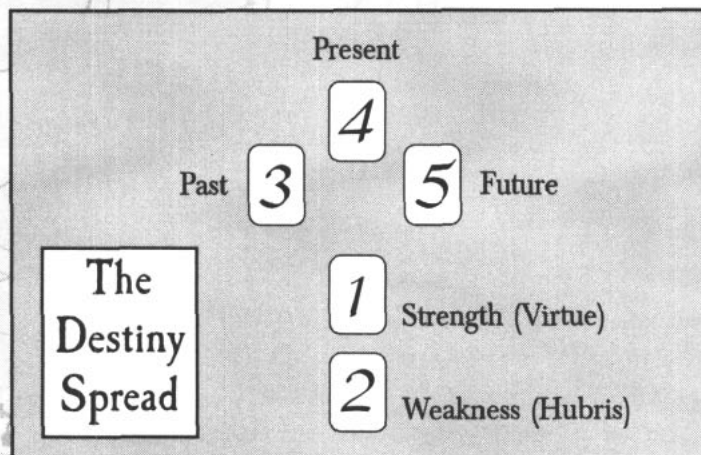 Present
4
Past 3 5 Future
1
Strength (Virtue)
2
Weakness (Hubris)
The
Destiny
Spread